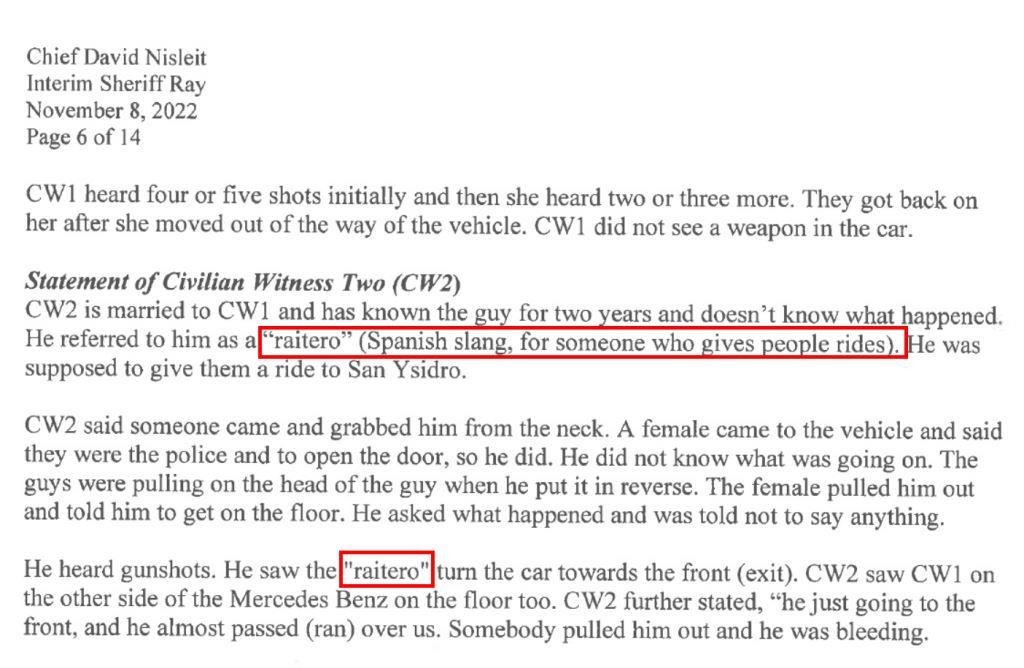 Chief David Nisleit
Interim Sheriff Ray
November 8, 2022
Page 6 of 14
CW1 heard four or five shots initially and then she heard two or three more. They got back on
her after she moved out of the way of the vehicle. CW1 did not see a weapon in the car.
Statement of Civilian Witness Two (CW2)
CW2 is married to CW1 and has known the guy for two years and doesn’t know what happened.
He referred to him as a “raitero” (Spanish slang, for someone who gives people rides). He was
supposed to give them a ride to San Ysidro.
CW2 said someone came and grabbed him from the neck. A female came to the vehicle and said
they were the police and to open the door, so he did. He did not know what was going on. The
guys were pulling on the head of the guy when he put it in reverse. The female pulled him out
and told him to get on the floor. He asked what happened and was told not to say anything.
He heard gunshots. He saw the "raitero" turn the car towards the front (exit). CW2 saw CW1 on
the other side of the Mercedes Benz on the floor too. CW2 further stated, “he just going to the
front, and he almost passed (ran) over us. Somebody pulled him out and he was bleeding.